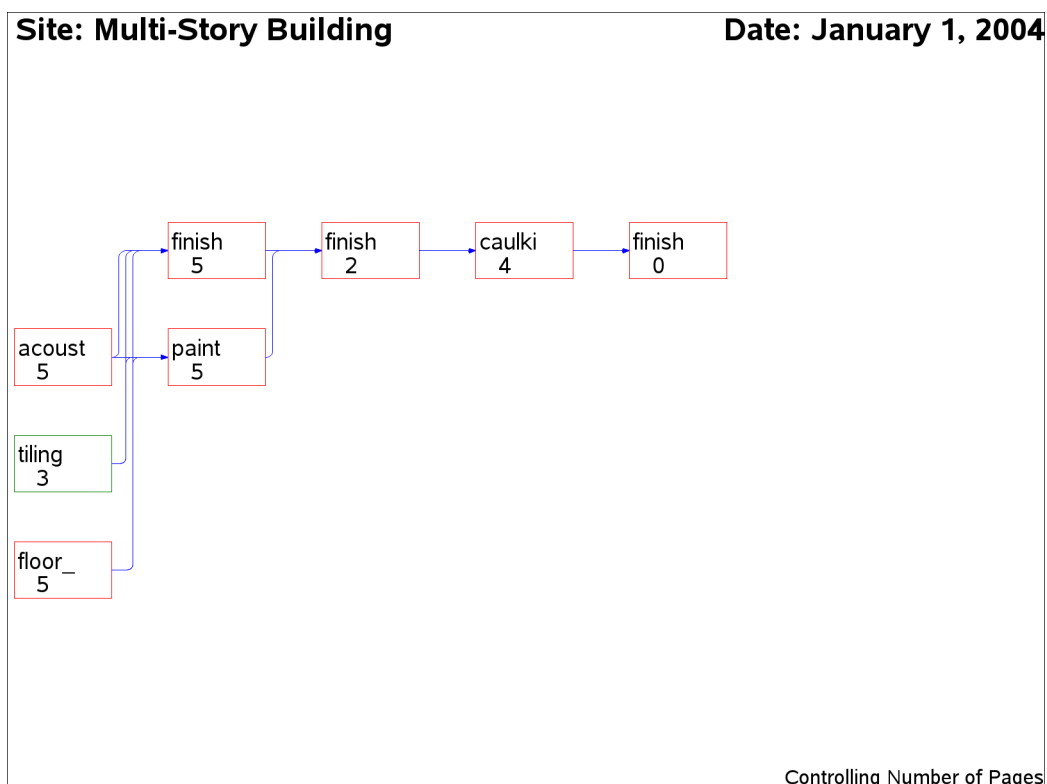 Site: Multi-Story Building
Date: January 1, 2004
finish
5
finish
2
caulki
4
finish
0
acoust
5
paint
5
tiling
3
floor_
5
Controlling Number of Pages